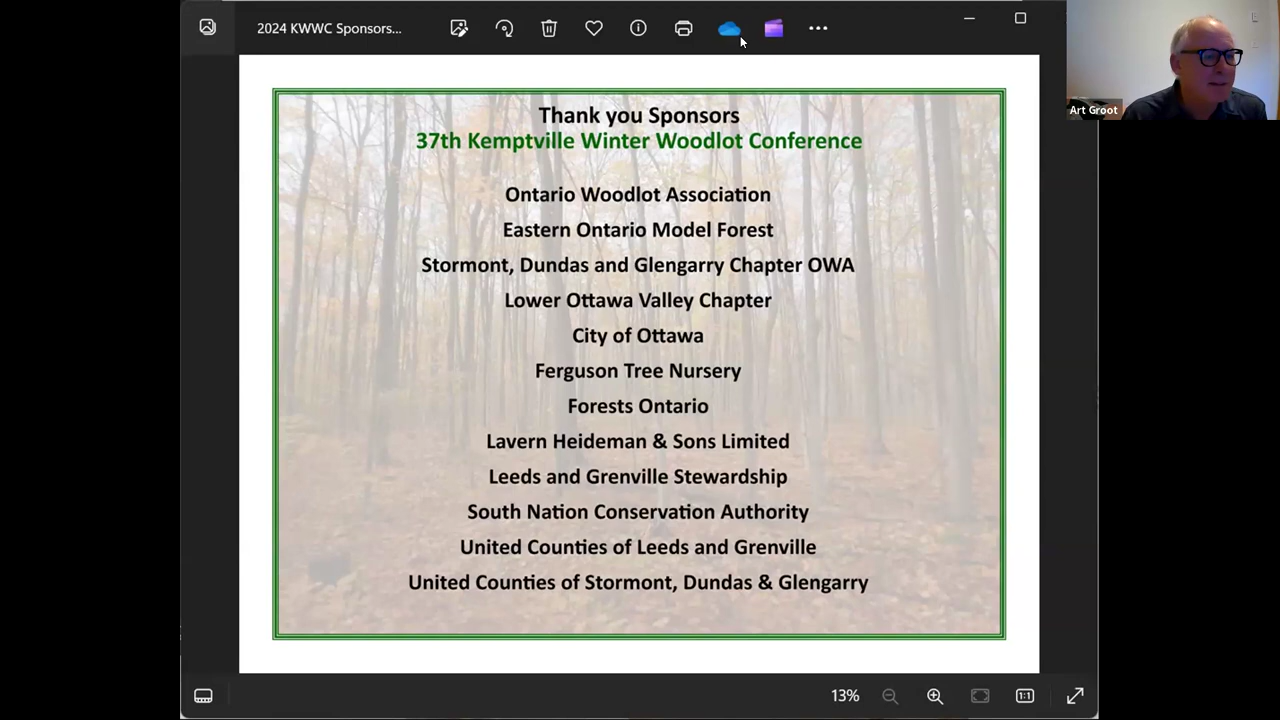 2024 KWWC Sponsors...
Art Groot
Thank you Sponsors
37th Kemptville Winter Woodlot Conference
Ontario Woodlot Association
Eastern Ontario Model Forest
Stormont, Dundas and Glengarry Chapter OWA
Lower Ottawa Valley Chapter
City of Ottawa
Ferguson Tree Nursery
Forests Ontario
Lavern Heideman & Sons Limited
Leeds and Grenville Stewardship
South Nation Conservation Authority
United Counties of Leeds and Grenville
United Counties of Stormont, Dundas & Glengarry
13%
1:1